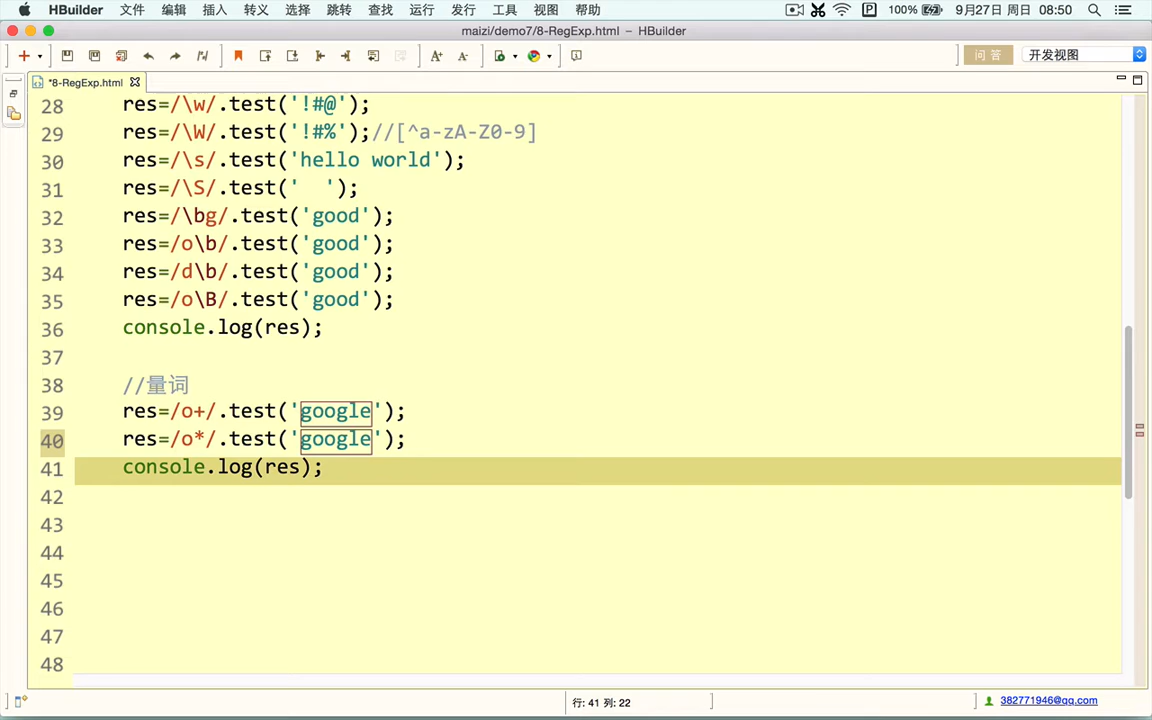 HBuilder 文件 编辑 插入 转义 选择 跳转 查找 运行 发行 工具 视图 帮助 100% 9月27日 周日 08:50
maizi/demo7/8-RegExp.html – HBuilder
问 答 开发视图
*8-RegExp.html
28 res=/\w/.test('!#@');
29 res=/\W/.test('!#%');//[^a-zA-Z0-9]
30 res=/\s/.test('hello world');
31 res=/\S/.test('  ');
32 res=/\bg/.test('good');
33 res=/o\b/.test('good');
34 res=/d\b/.test('good');
35 res=/o\B/.test('good');
36 console.log(res);
37
38 //量词
39 res=/o+/.test('google');
40 res=/o*/.test('google');
41 console.log(res);
42
43
44
45
46
47
48
行: 41 列: 22
382771946@qq.com